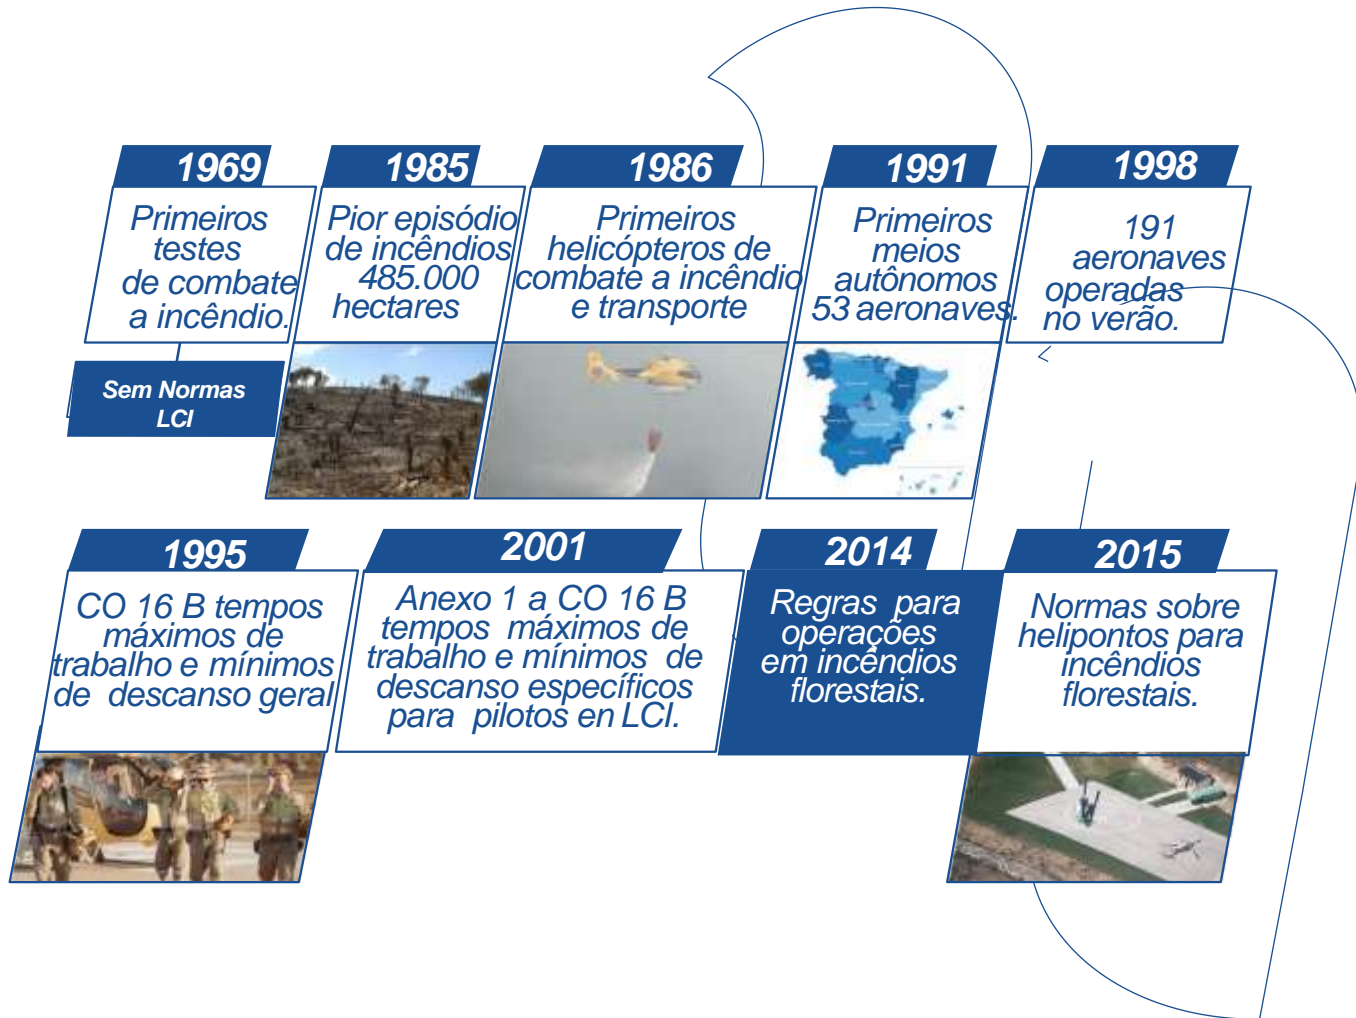 1969
Primeiros
testes
de combate
a incêndio.
Sem Normas
LCI
1985
Pior episódio
de incêndios
485.000
hectares
1986
Primeiros
helicópteros de
combate a incêndio
e transporte
1991
Primeiros
meios
autônomos
53 aeronaves.
1998
191
aeronaves
operadas
no verão.
1995
CO 16 B tempos
máximos de
trabalho e mínimos
de descanso geral
2001
Anexo 1 a CO 16 B
tempos máximos de
trabalho e mínimos de
descanso específicos
para pilotos en LCI.
2014
Regras para
operações
em incêndios
florestais.
2015
Normas sobre
helipontos para
incêndios
florestais.